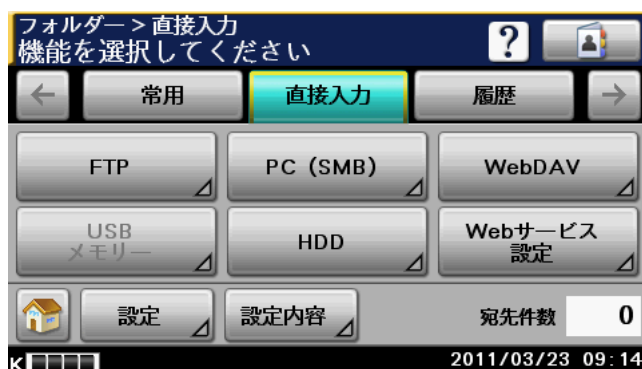 フォルダー > 直接入力
機能を選択してください
?
← 常用 直接入力 履歴 →
FTP PC (SMB) WebDAV
USB
メモリー HDD Webサービス
設定
設定 設定内容 宛先件数 0
K 2011/03/23 09:14